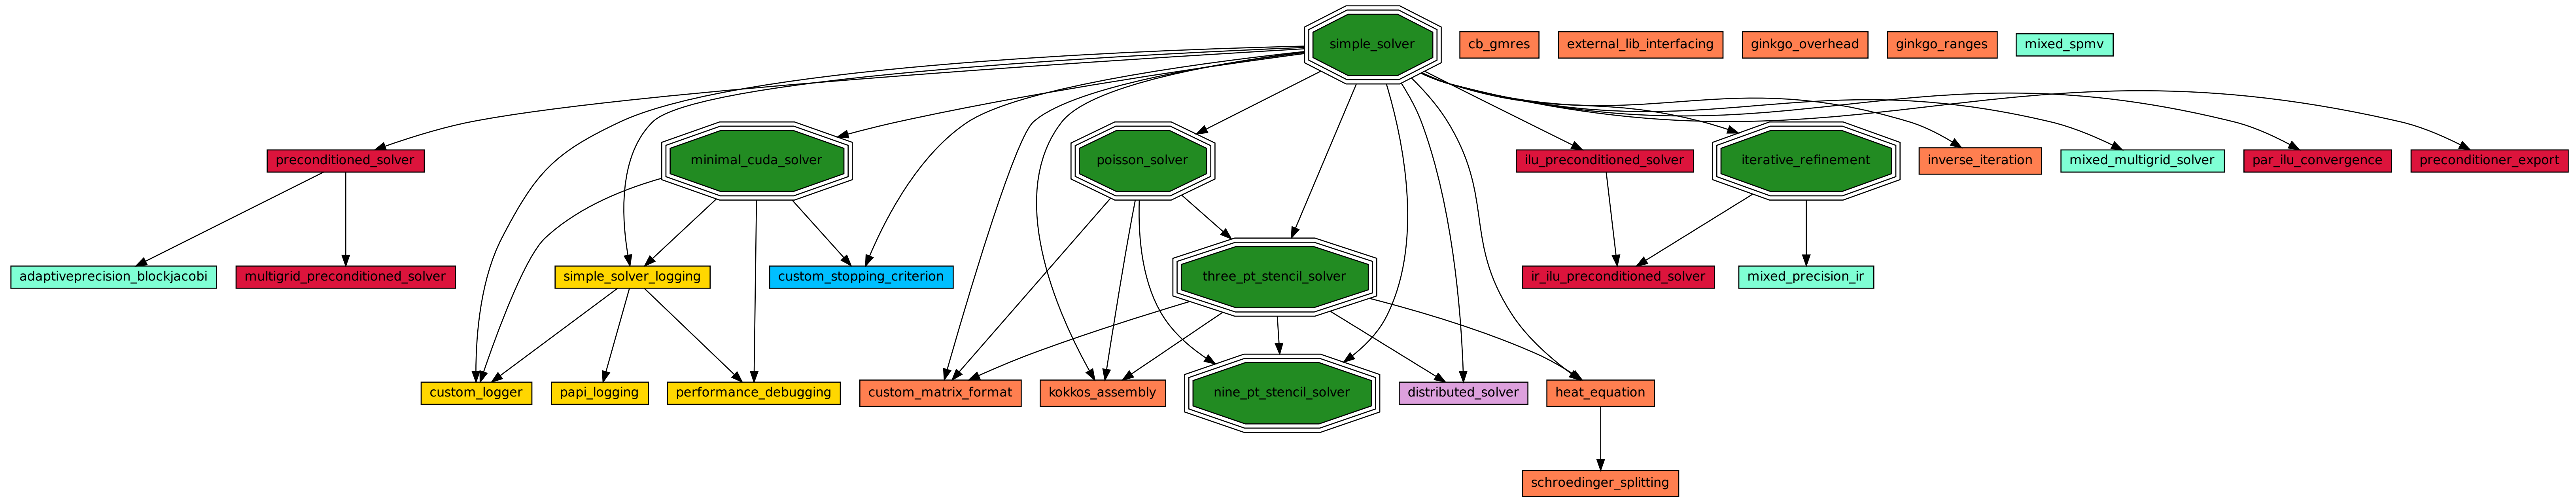 simple_solver
cb_gmres
external_lib_interfacing
ginkgo_overhead
ginkgo_ranges
mixed_spmv
preconditioned_solver
minimal_cuda_solver
poisson_solver
ilu_preconditioned_solver
iterative_refinement
inverse_iteration
mixed_multigrid_solver
par_ilu_convergence
preconditioner_export
adaptiveprecision_blockjacobi
multigrid_preconditioned_solver
simple_solver_logging
custom_stopping_criterion
three_pt_stencil_solver
ir_ilu_preconditioned_solver
mixed_precision_ir
custom_logger
papi_logging
performance_debugging
custom_matrix_format
kokkos_assembly
nine_pt_stencil_solver
distributed_solver
heat_equation
schroedinger_splitting